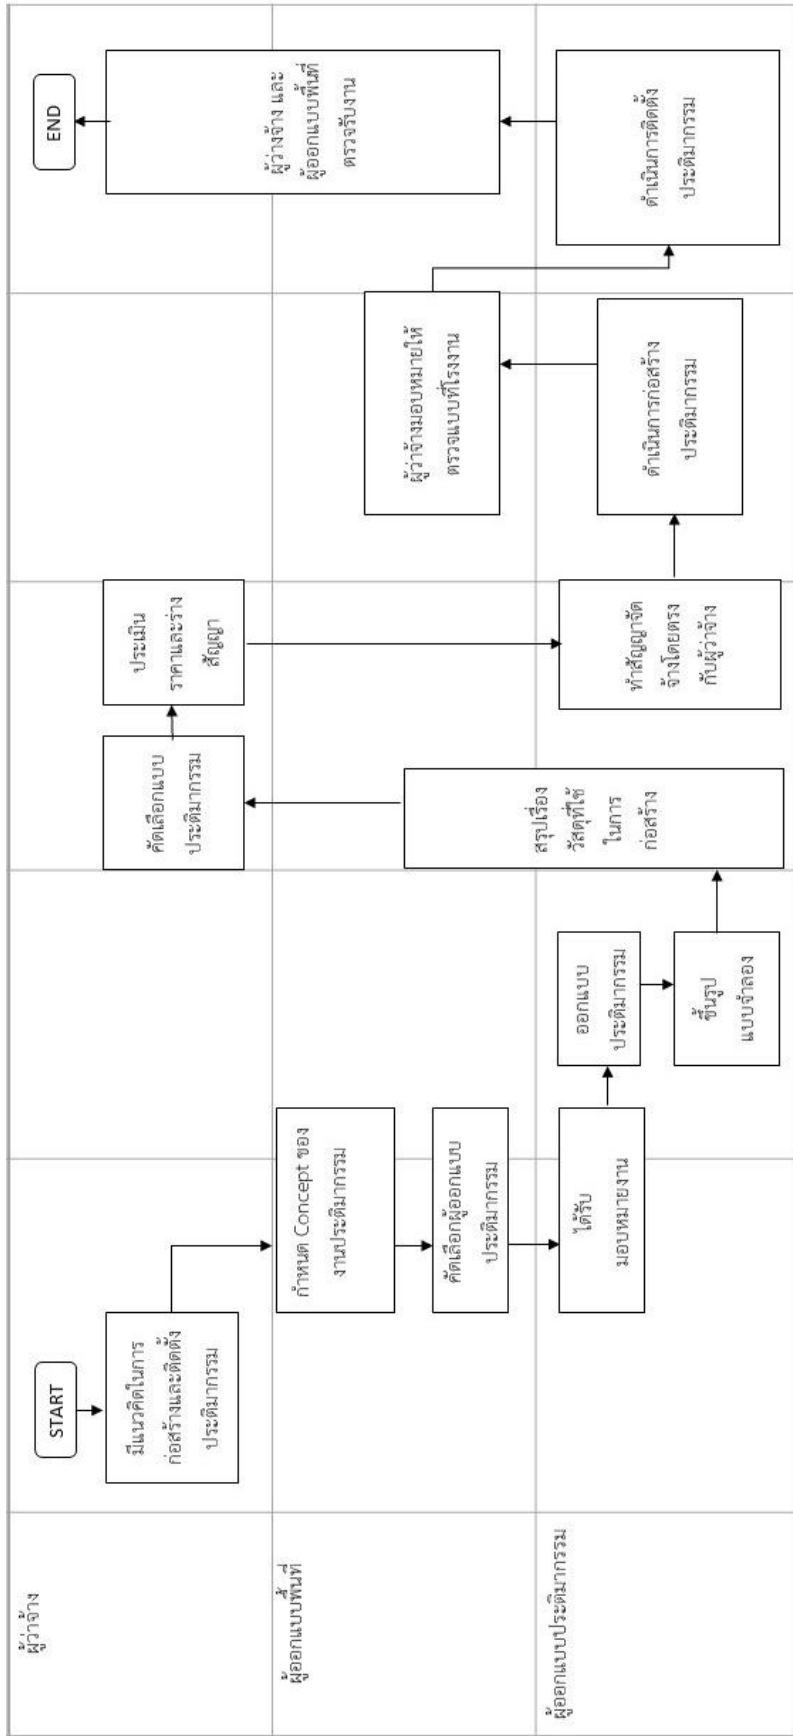 ผู้ว่าจ้าง
START
มีแนวคิดในการ
ก่อสร้างและติดตั้ง
ประติมากรรม
คัดเลือกแบบ
ประติมากรรม
ประเมิน
ราคาและร่าง
สัญญา
END
ผู้ว่างจ้าง และ
ผู้ออกแบบพื้นที่
ตรวจรับงาน
ผู้ออกแบบพื้นที่
กำหนด Concept ของ
งานประติมากรรม
คัดเลือกผู้ออกแบบ
ประติมากรรม
ผู้ว่าจ้างมอบหมายให้
ตรวจแบบที่โรงงาน
ผู้ออกแบบประติมากรรม
ได้รับ
มอบหมายงาน
ออกแบบ
ประติมากรรม
ขึ้นรูป
แบบจำลอง
สรุปเรื่อง
วัสดุที่ใช้
ในการ
ก่อสร้าง
ทำสัญญาจัด
จ้างโดยตรง
กับผู้ว่าจ้าง
ดำเนินการก่อสร้าง
ประติมากรรม
ดำเนินการติดตั้ง
ประติมากรรม